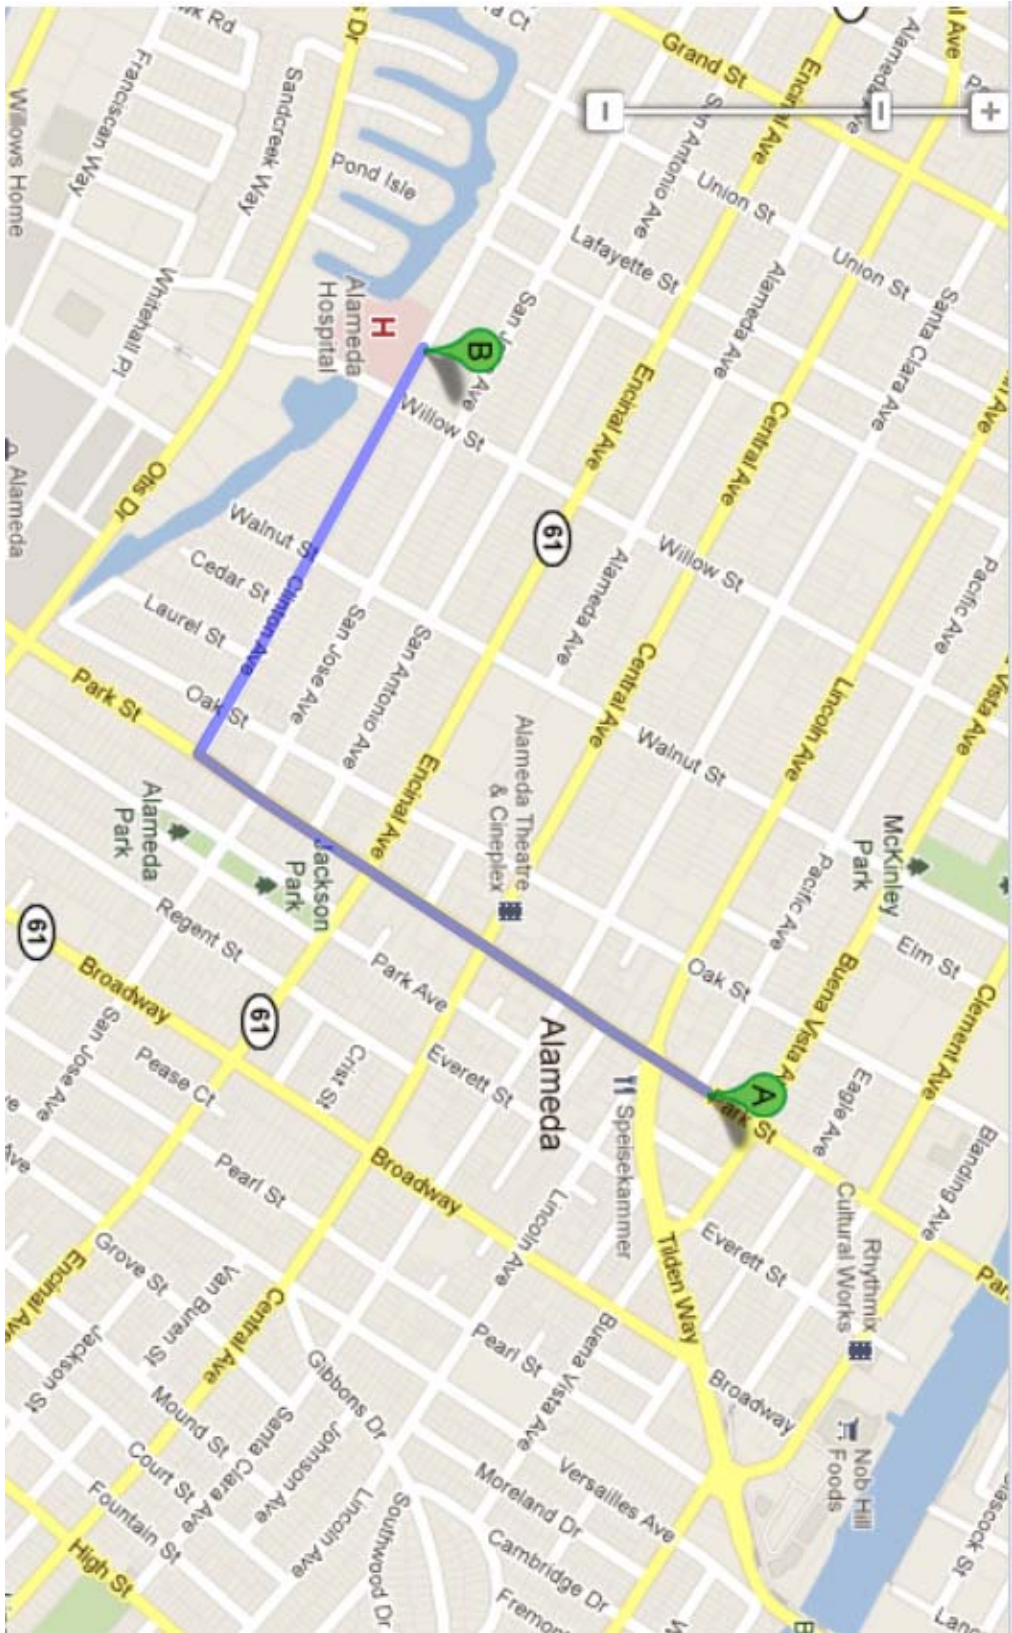 Park St
Clement Ave
Blanding Ave
Elm St
Eagle Ave
Pacific Ave
Vista Ave
McKinley
Park
Rhythmix
Cultural Works
Nob Hill
Foods
Santa Clara Ave
Union St
Lincoln Ave
Pacific Ave
Buena Vista A
Grand St
Encinal Ave
Alameda Ave
San Antonio Ave
Union St
Alameda Ave
Central Ave
Willow St
Walnut St
Oak St
A
Everett St
Tilden Way
Broadway
Lafayette St
Encinal Ave
61
Alameda Ave
Central Ave
Alameda Theatre
& Cineplex
Alameda
Speisekammer
Lincoln Ave
Buena Vista Ave
Versailles Ave
San J Ave
B
Willow St
San Jose Ave
San Antonio Ave
Encinal Ave
Park Ave
Everett St
Broadway
Pearl St
Moreland Dr
Cambridge Dr
Pond Isle
H
Alameda
Hospital
Walnut St
Cedar St
Laurel St
Clinton Ave
Oak St
Jackson
Park
Crist St
61
Central Ave
Gibbons Dr
Southwood Dr
Sandcreek Way
Franciscan Way
Whitehall Pl
Otis Dr
Park St
Alameda
Park
Regent St
Pease Ct
Pearl St
Van Buren St
Santa Clara Ave
Johnson Ave
Lincoln Ave
Willows Home
Alameda
61
Broadway
San Jose Ave
Grove St
Encinal Ave
Jackson St
Mound St
Court St
Fountain St
High St